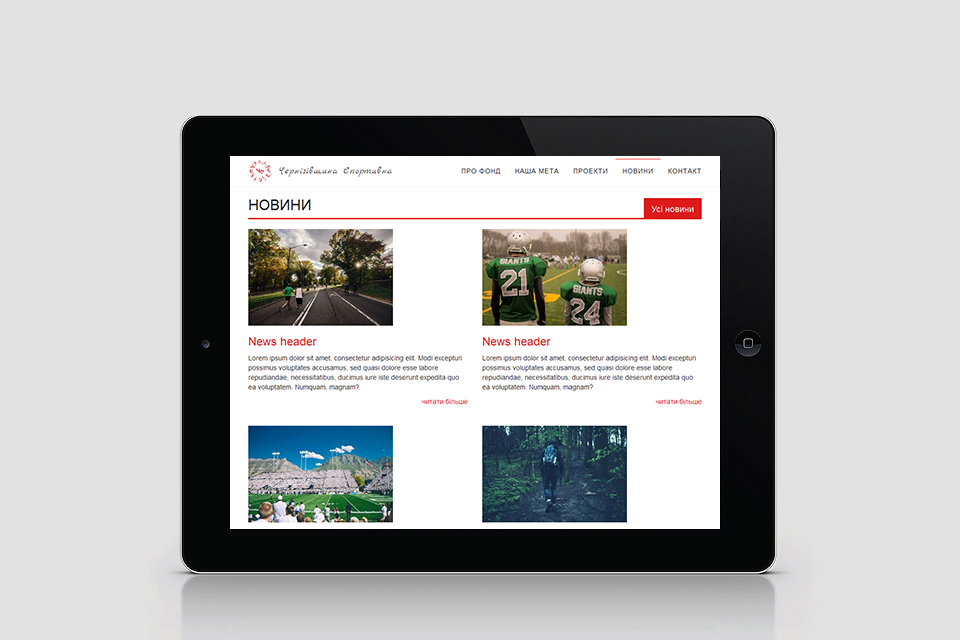 Чернігівщина Спортивна
ПРО ФОНД НАША МЕТА ПРОЕКТИ НОВИНИ КОНТАКТ
НОВИНИ
Усі новини
GIANTS
21
GIANTS
24
News header
Lorem ipsum dolor sit amet, consectetur adipisicing elit. Modi excepturi
possimus voluptates accusamus, sed quasi dolore esse labore
repudiandae, necessitatibus, ducimus iure iste deserunt expedita quo
ea voluptatem. Numquam, magnam?
читати більше
News header
Lorem ipsum dolor sit amet, consectetur adipisicing elit. Modi excepturi
possimus voluptates accusamus, sed quasi dolore esse labore
repudiandae, necessitatibus, ducimus iure iste deserunt expedita quo
ea voluptatem. Numquam, magnam?
читати більше